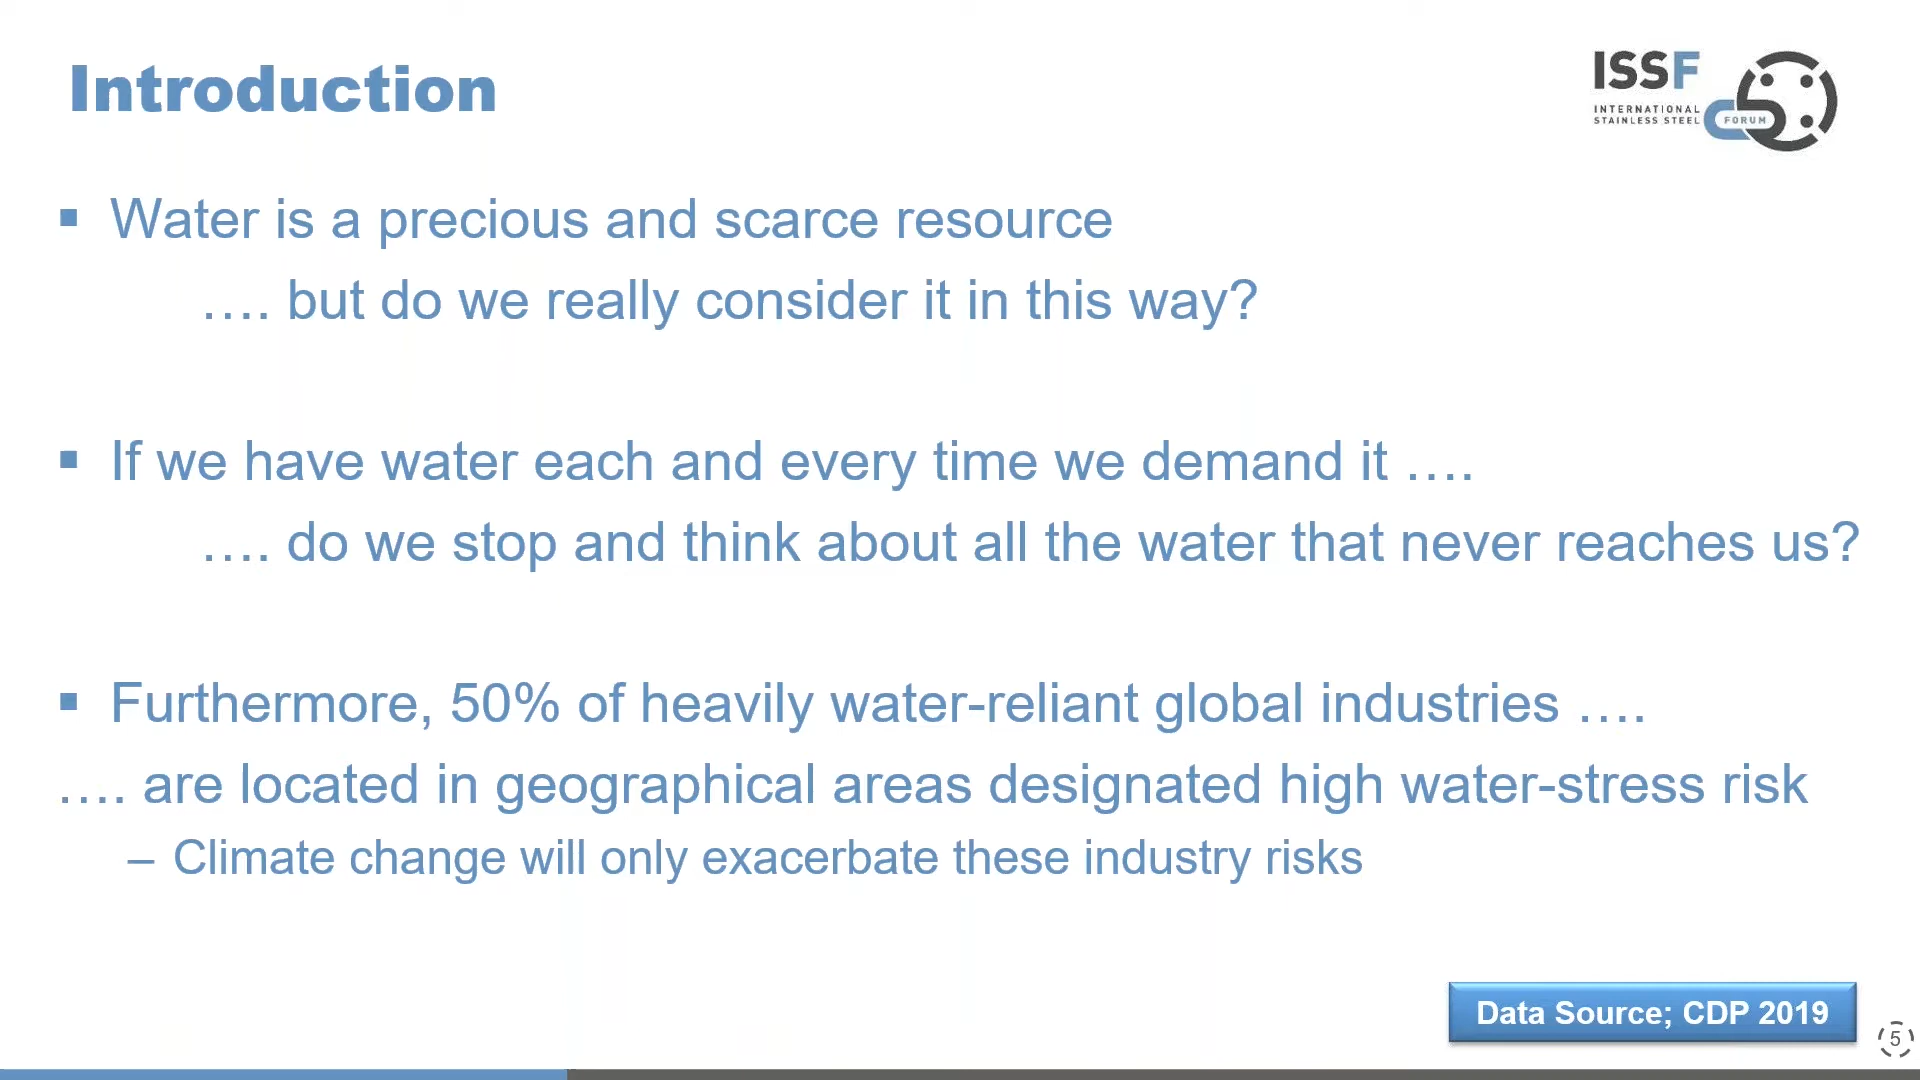 Introduction
ISSF
INTERNATIONAL
STAINLESS STEEL
FORUM
▪ Water is a precious and scarce resource
…. but do we really consider it in this way?
▪ If we have water each and every time we demand it ….
…. do we stop and think about all the water that never reaches us?
▪ Furthermore, 50% of heavily water-reliant global industries ….
…. are located in geographical areas designated high water-stress risk
– Climate change will only exacerbate these industry risks
Data Source; CDP 2019
5